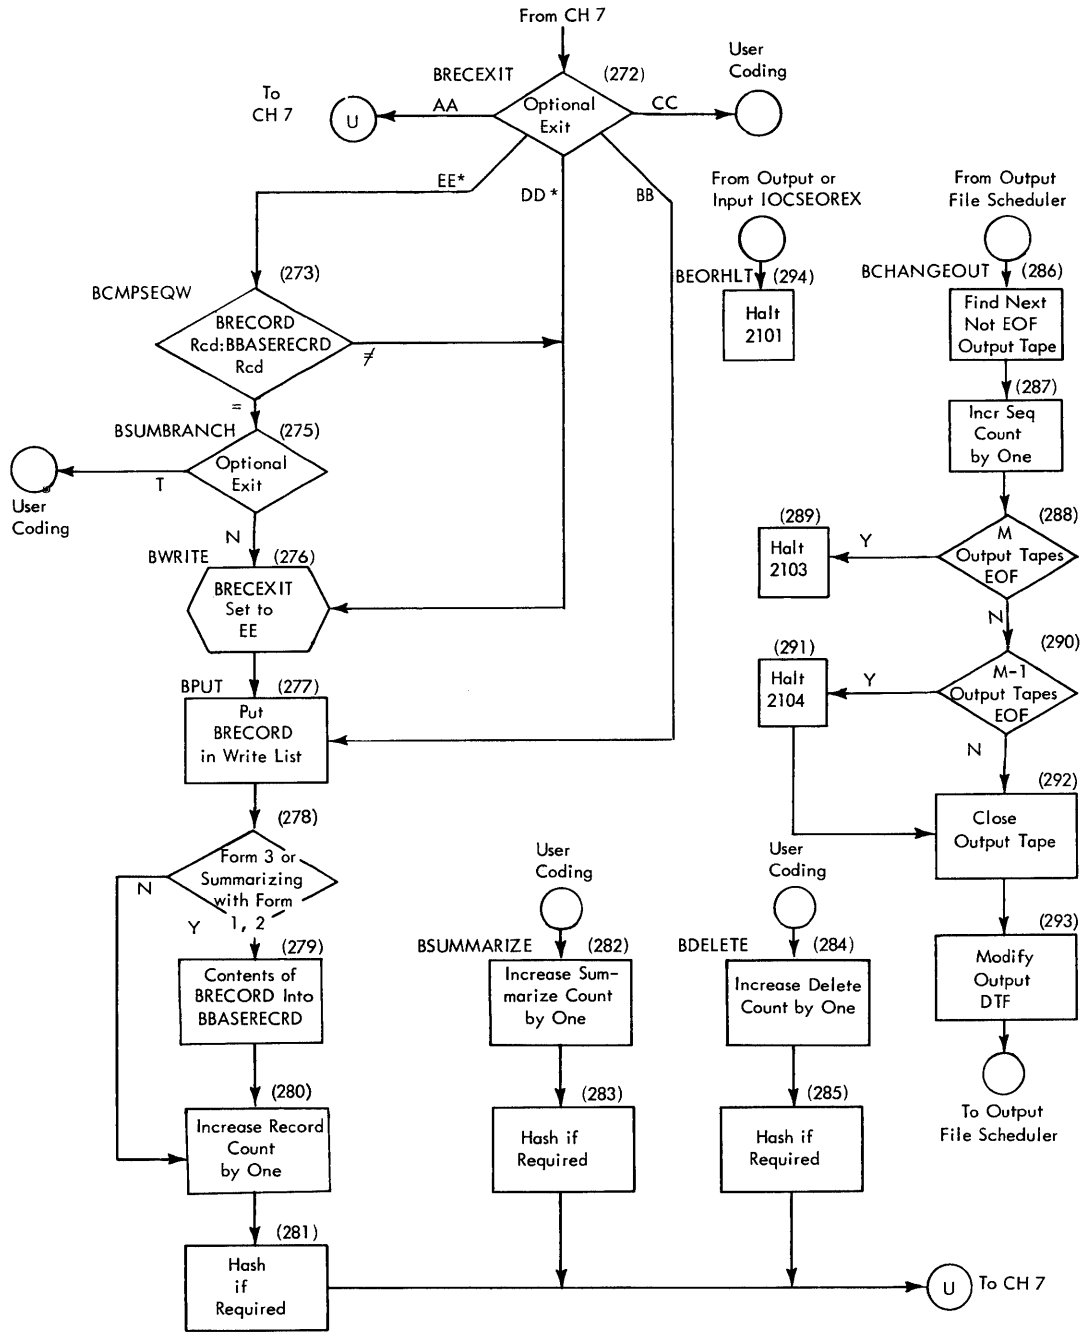 From CH 7
BRECEXIT
(272)
Optional
Exit
AA
CC
To
CH 7
U
User
Coding
EE*
DD *
BB
From Output or
Input IOCSEOREX
BEORHLT
(294)
Halt
2101
From Output
File Scheduler
BCHANGEOUT
(286)
Find Next
Not EOF
Output Tape
(287)
Incr Seq
Count
by One
(288)
M
Output Tapes
EOF
Y
N
(289)
Halt
2103
(290)
M-1
Output Tapes
EOF
Y
N
(291)
Halt
2104
(292)
Close
Output Tape
(293)
Modify
Output
DTF
To Output
File Scheduler
(273)
BCMPSEQW
BRECORD
Rcd:BBASERECRD
Rcd
≠
=
BSUMBRANCH
(275)
Optional
Exit
T
User
Coding
N
BWRITE
(276)
BRECEXIT
Set to
EE
BPUT
(277)
Put
BRECORD
in Write List
(278)
Form 3 or
Summarizing
with Form
1, 2
N
Y
(279)
Contents of
BRECORD Into
BBASERECRD
(280)
Increase Record
Count
by One
(281)
Hash
if
Required
User
Coding
BSUMMARIZE
(282)
Increase Sum-
marize Count
by One
(283)
Hash if
Required
User
Coding
BDELETE
(284)
Increase Delete
Count by One
(285)
Hash if
Required
U
To CH 7